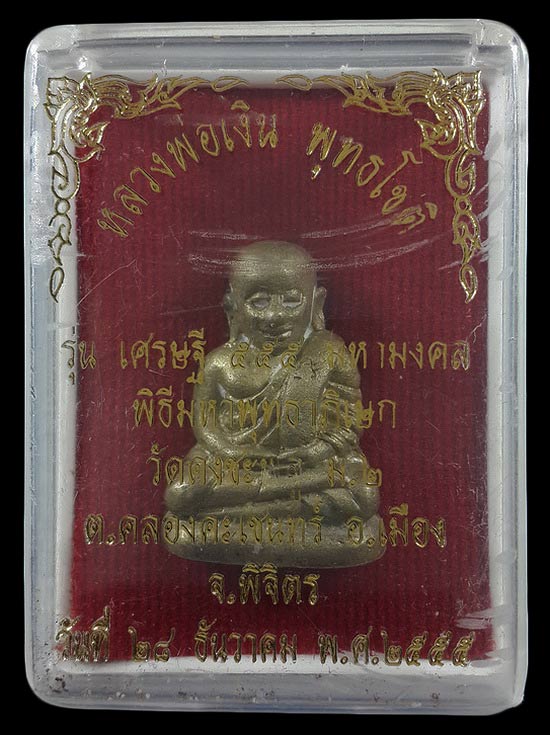 หลวงพ่อเงิน พุทธโชติ
รุ่น เศรษฐี ๕๕๕ มหามงคล
พิธีมหาพุทธาภิเษก
ม.๒
ต.คลองคะเชนทร์ อ.เมือง
จ.พิจิตร
วันที่ ๒๘ ธันวาคม พ.ศ.๒๕๕๕